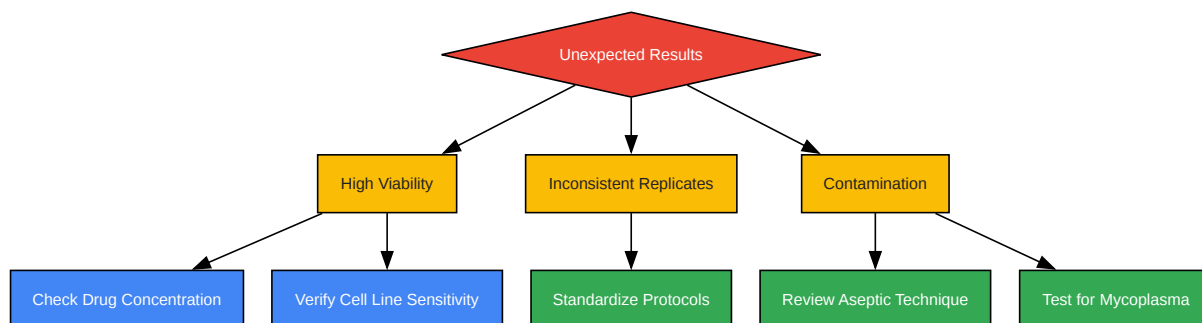 Unexpected Results
High Viability
Inconsistent Replicates
Contamination
Check Drug Concentration
Verify Cell Line Sensitivity
Standardize Protocols
Review Aseptic Technique
Test for Mycoplasma